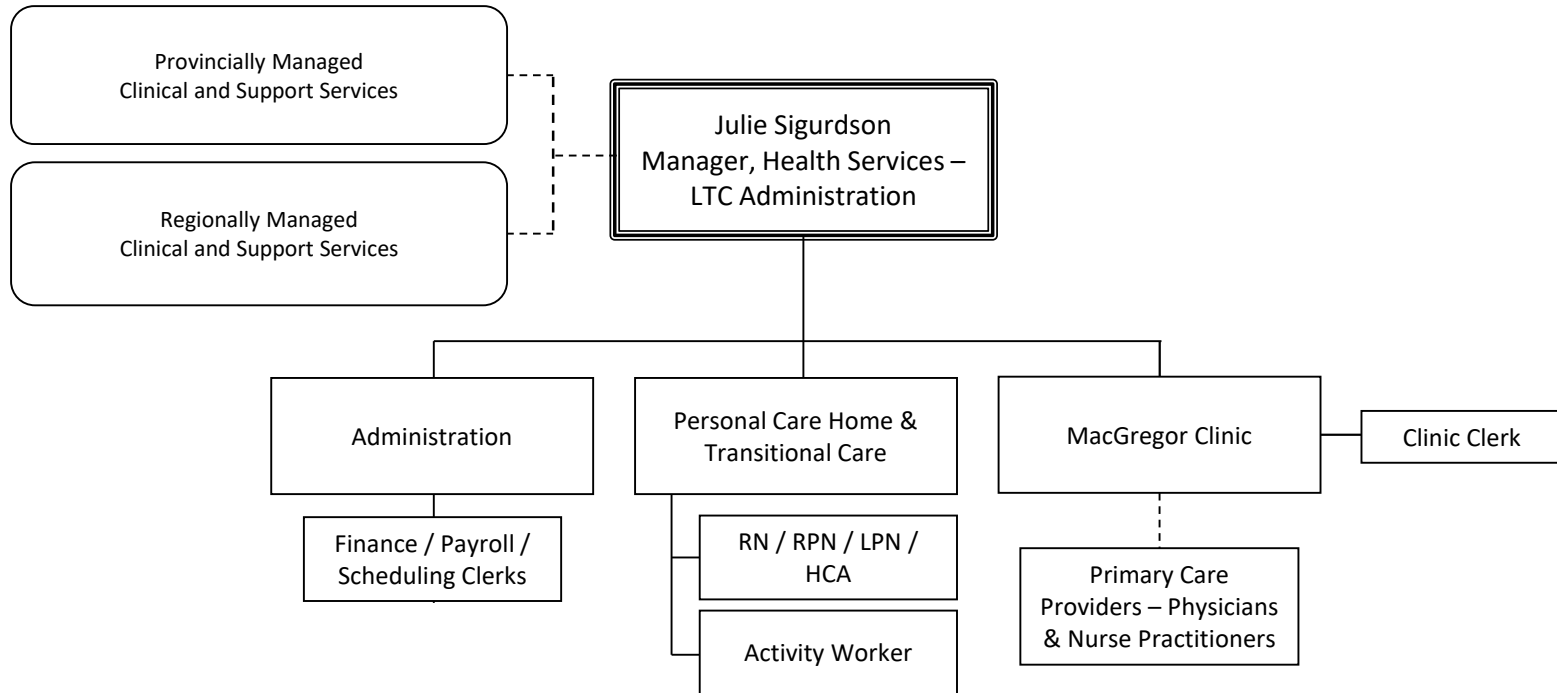 Provincially Managed
Clinical and Support Services
Regionally Managed
Clinical and Support Services
Julie Sigurdson
Manager, Health Services –
LTC Administration
Administration
Finance / Payroll /
Scheduling Clerks
Personal Care Home &
Transitional Care
RN / RPN / LPN /
HCA
Activity Worker
MacGregor Clinic
Clinic Clerk
Primary Care
Providers – Physicians
& Nurse Practitioners